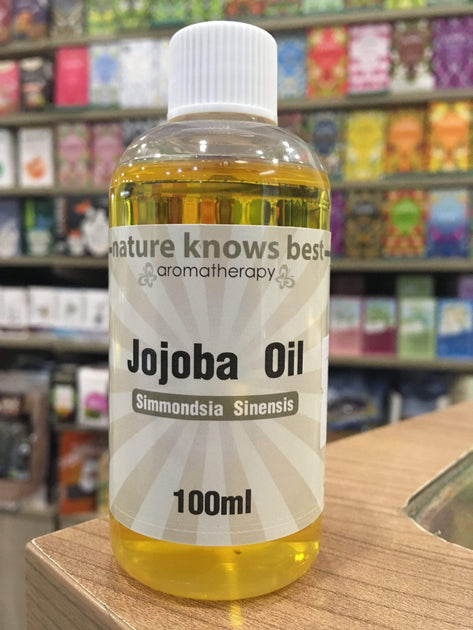 nature knows best
aromatherapy
Jojoba Oil
Simmondsia Sinensis
100ml